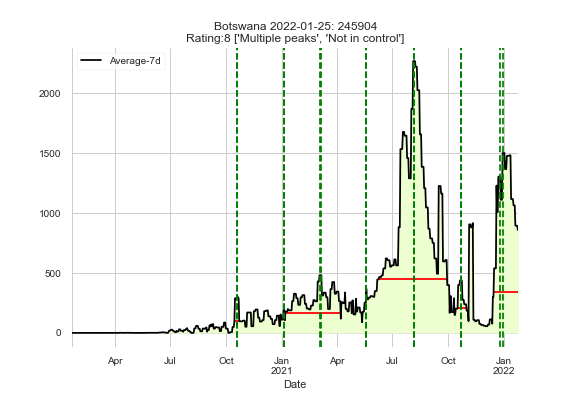 Botswana 2022-01-25: 245904
Rating:8 ['Multiple peaks', 'Not in control']
Average-7d
2000
1500
1000
500
0
Apr Jul Oct Jan Apr Jul Oct Jan
2021 2022
Date